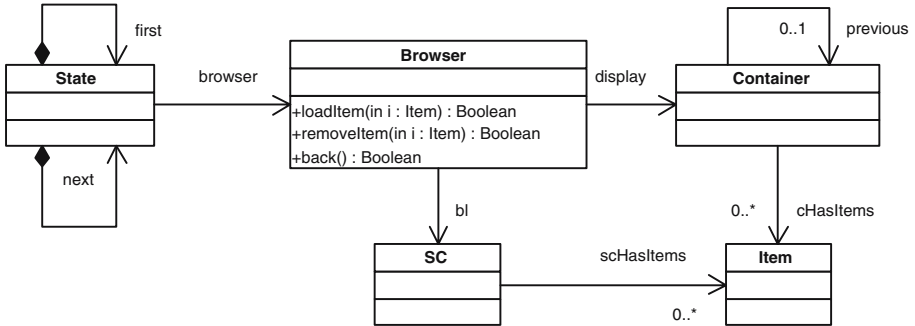 first
0..1
previous
State
browser
Browser
display
Container
+loadItem(in i : Item) : Boolean
+removeItem(in i : Item) : Boolean
+back() : Boolean
next
bl
0..*
cHasItems
SC
scHasItems
Item
0..*